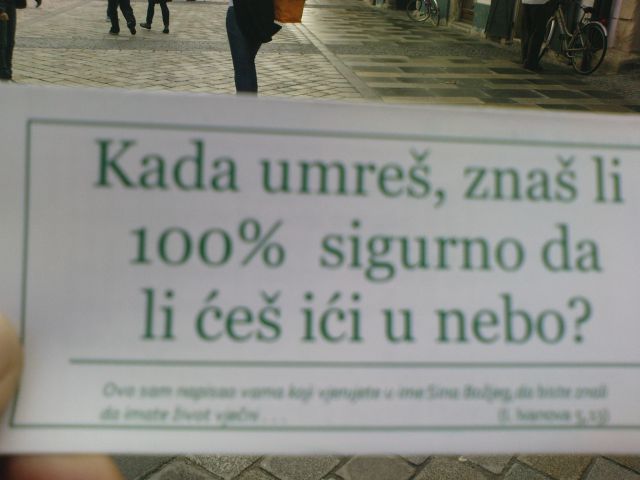 Kada umreš, znaš li
100% sigurno da
li ćeš ići u nebo?
Ovo sam napisao vama koji vjerujete u ime Sina Božjeg, da biste znali
da imate život vječni . . .
(I. Ivanova 5,13)